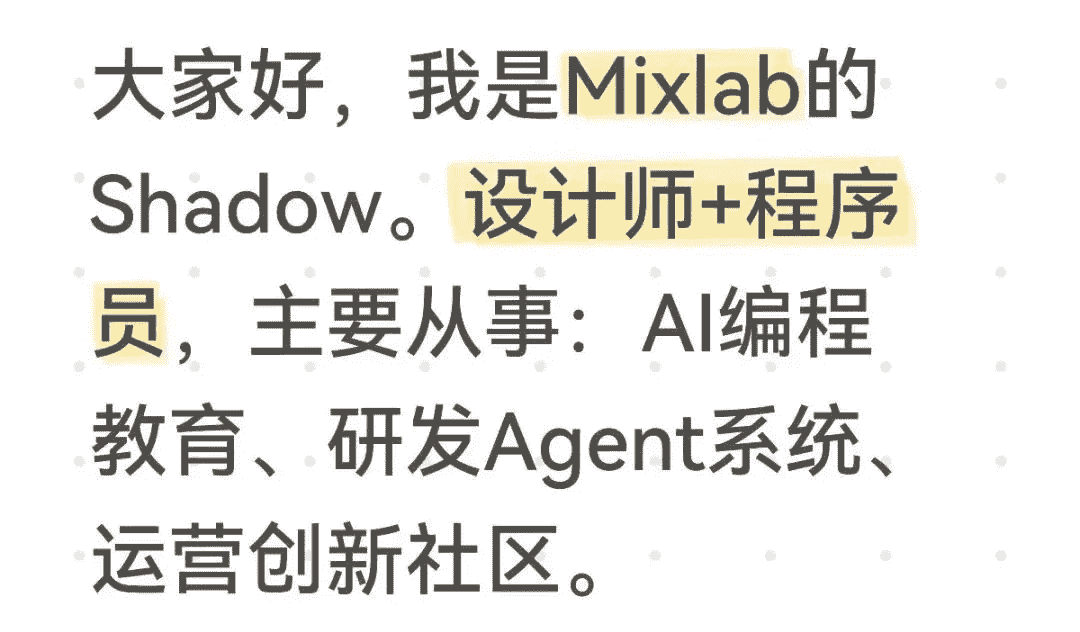 大家好，我是Mixlab的
Shadow。设计师+程序
员，主要从事：AI编程
教育、研发Agent系统、
运营创新社区。